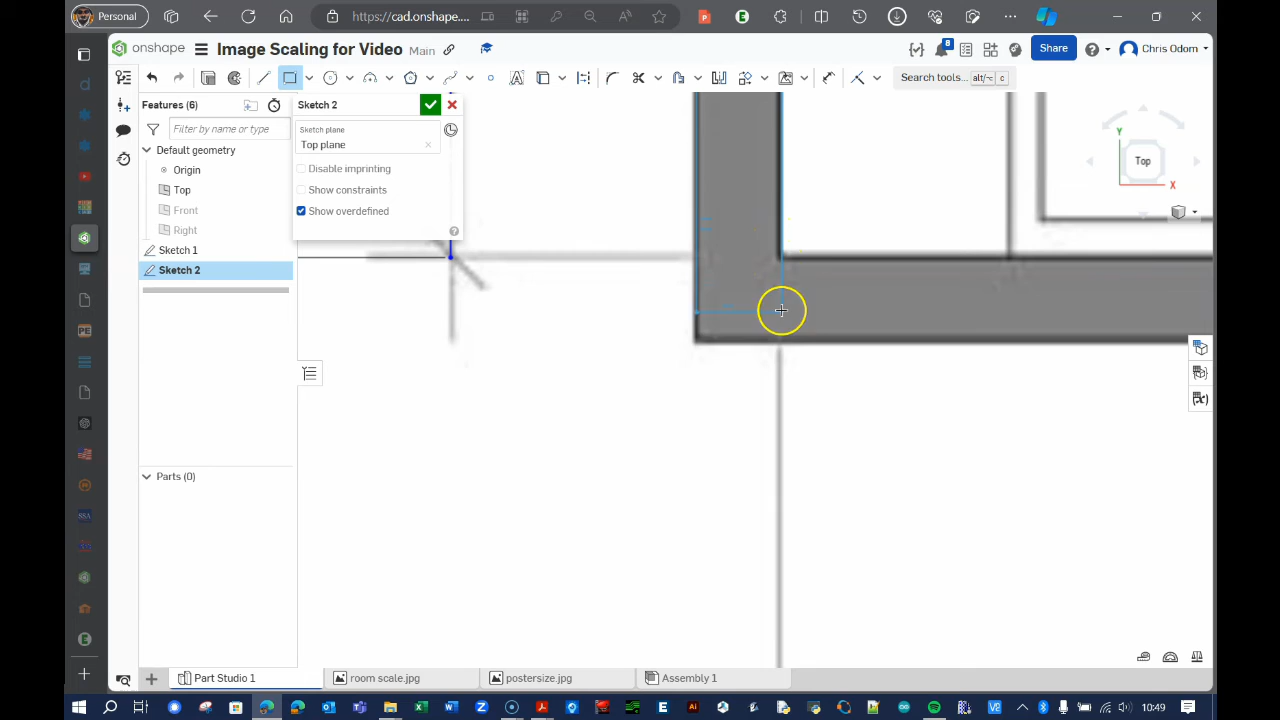 Personal
https://cad.onshape....
onshape
Image Scaling for Video
Main
8
Share
Chris Odom
Search tools...
alt/⌥
c
Features (6)
Filter by name or type
Default geometry
Origin
Top
Front
Right
Sketch 1
Sketch 2
Parts (0)
Sketch 2
Sketch plane
Top plane
Disable imprinting
Show constraints
Show overdefined
Y
Top
X
Part Studio 1
room scale.jpg
postersize.jpg
Assembly 1
10:49